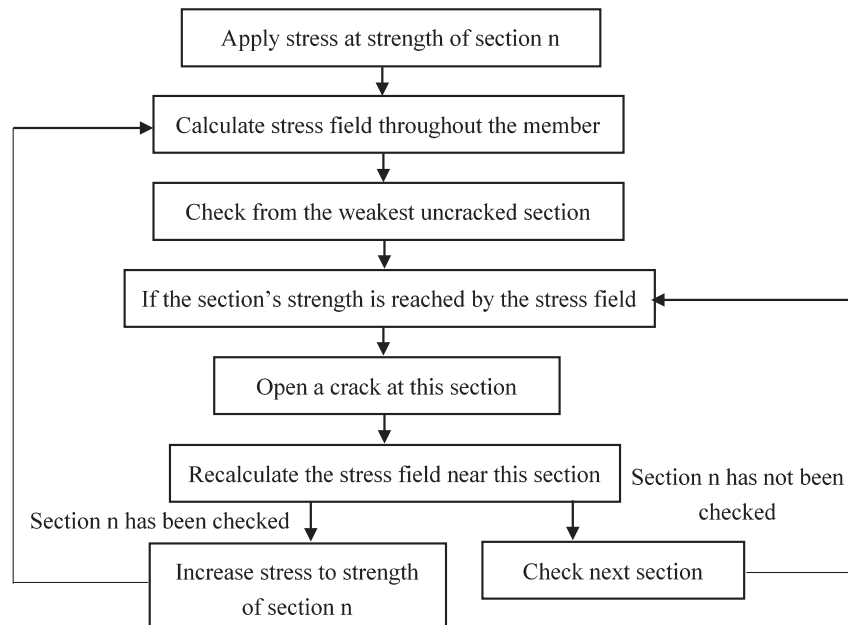 Apply stress at strength of section n
Calculate stress field throughout the member
Check from the weakest uncracked section
If the section’s strength is reached by the stress field
Open a crack at this section
Recalculate the stress field near this section
Section n has not been
checked
Section n has been checked
Increase stress to strength
of section n
Check next section